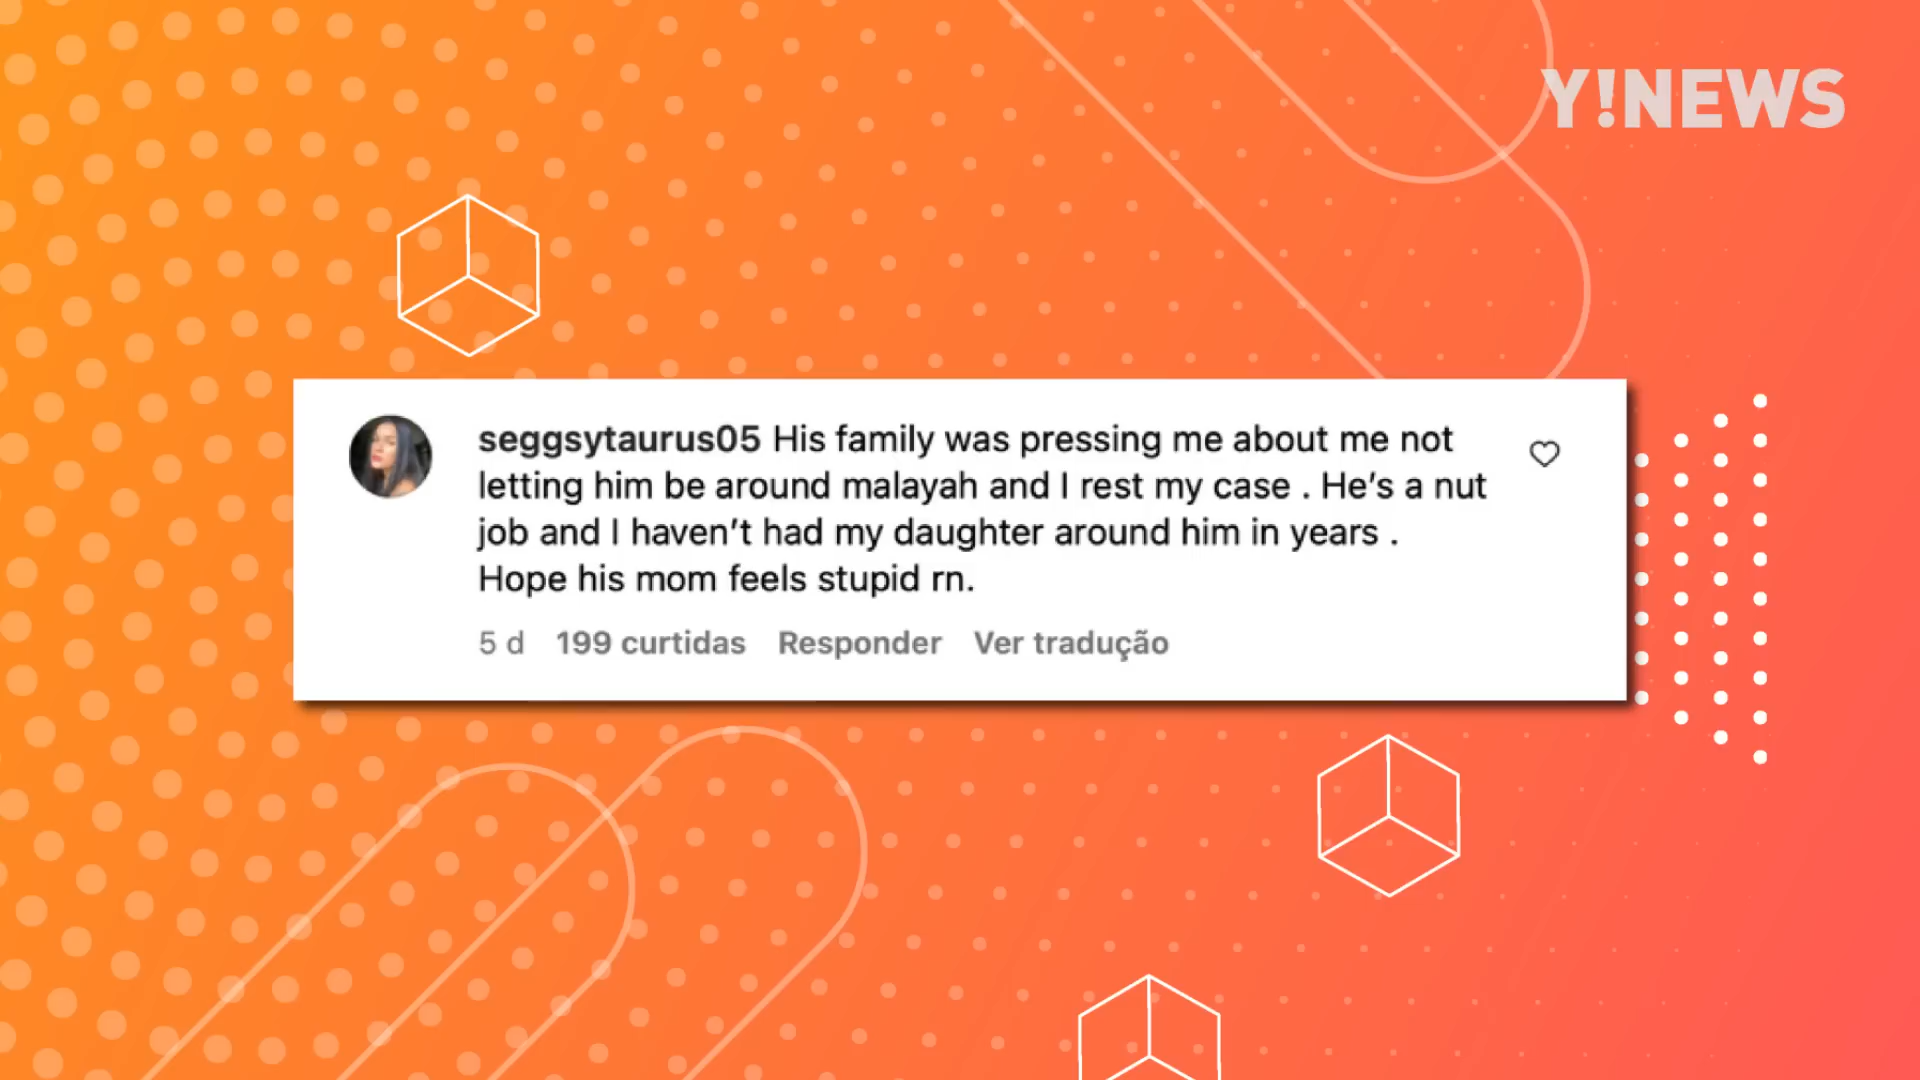 Y!NEWS
seggsytaurus05 His family was pressing me about me not
letting him be around malayah and I rest my case . He’s a nut
job and I haven’t had my daughter around him in years .
Hope his mom feels stupid rn.
5 d 199 curtidas Responder Ver tradução